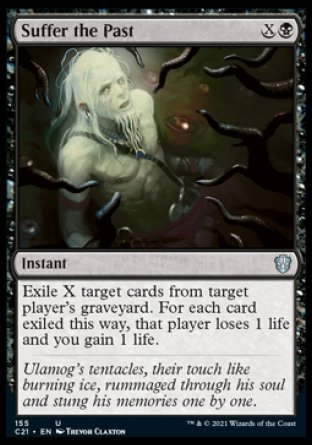 Suffer the Past X
Instant
Exile X target cards from target
player's graveyard. For each card
exiled this way, that player loses 1 life
and you gain 1 life.
Ulamog's tentacles, their touch like
burning ice, rummaged through his soul
and stung his memories one by one.
155 U
C21 • EN TREVOR CLAXTON ™ & © 2021 Wizards of the Coast